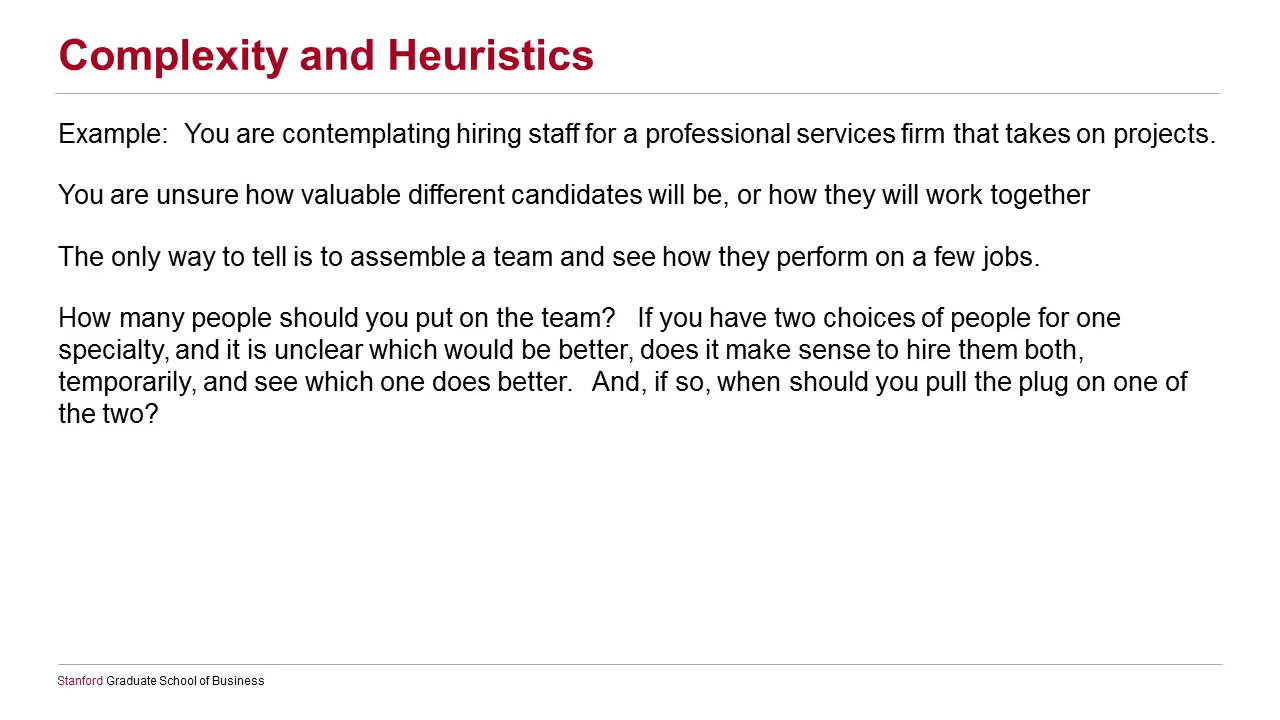 Complexity and Heuristics
Example:  You are contemplating hiring staff for a professional services firm that takes on projects.
You are unsure how valuable different candidates will be, or how they will work together
The only way to tell is to assemble a team and see how they perform on a few jobs.
How many people should you put on the team?   If you have two choices of people for one
specialty, and it is unclear which would be better, does it make sense to hire them both,
temporarily, and see which one does better.   And, if so, when should you pull the plug on one of
the two?
Stanford Graduate School of Business